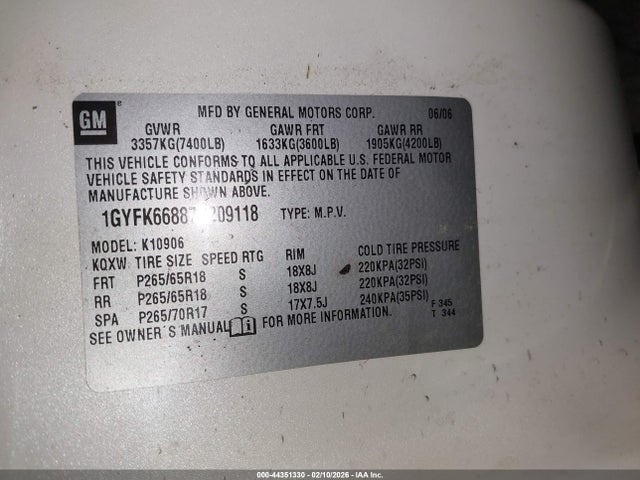 GM
MFD BY GENERAL MOTORS CORP. 06/06
GVWR GAWR FRT GAWR RR
3357KG(7400LB) 1633KG(3600LB) 1905KG(4200LB)
THIS VEHICLE CONFORMS TO ALL APPLICABLE U.S. FEDERAL MOTOR
VEHICLE SAFETY STANDARDS IN EFFECT ON THE DATE OF
MANUFACTURE SHOWN ABOVE.
TYPE: M.P.V.
MODEL: K10906
KQXW TIRE SIZE SPEED RTG RIM COLD TIRE PRESSURE
FRT P265/65R18 S 18X8J 220KPA(32PSI)
RR P265/65R18 S 18X8J 220KPA(32PSI)
SPA P265/70R17 S 17X7.5J 240KPA(35PSI)
F 345
T 344
SEE OWNER'S MANUAL FOR MORE INFORMATION.
000-44351330 - 02/10/2026 - IAA Inc.